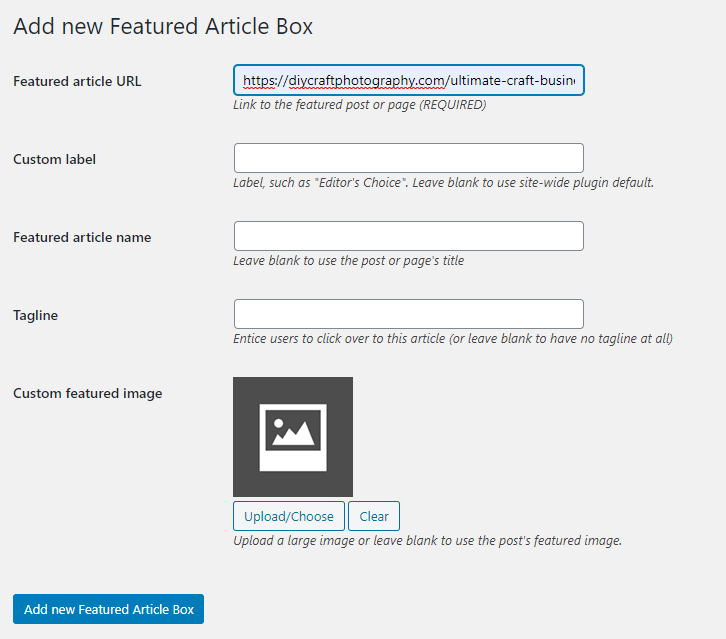 Add new Featured Article Box
Featured article URL
https://diycraftphotography.com/ultimate-craft-busin
Link to the featured post or page (REQUIRED)
Custom label
Label, such as "Editor's Choice". Leave blank to use site-wide plugin default.
Featured article name
Leave blank to use the post or page's title
Tagline
Entice users to click over to this article (or leave blank to have no tagline at all)
Custom featured image
Upload/Choose Clear
Upload a large image or leave blank to use the post's featured image.
Add new Featured Article Box